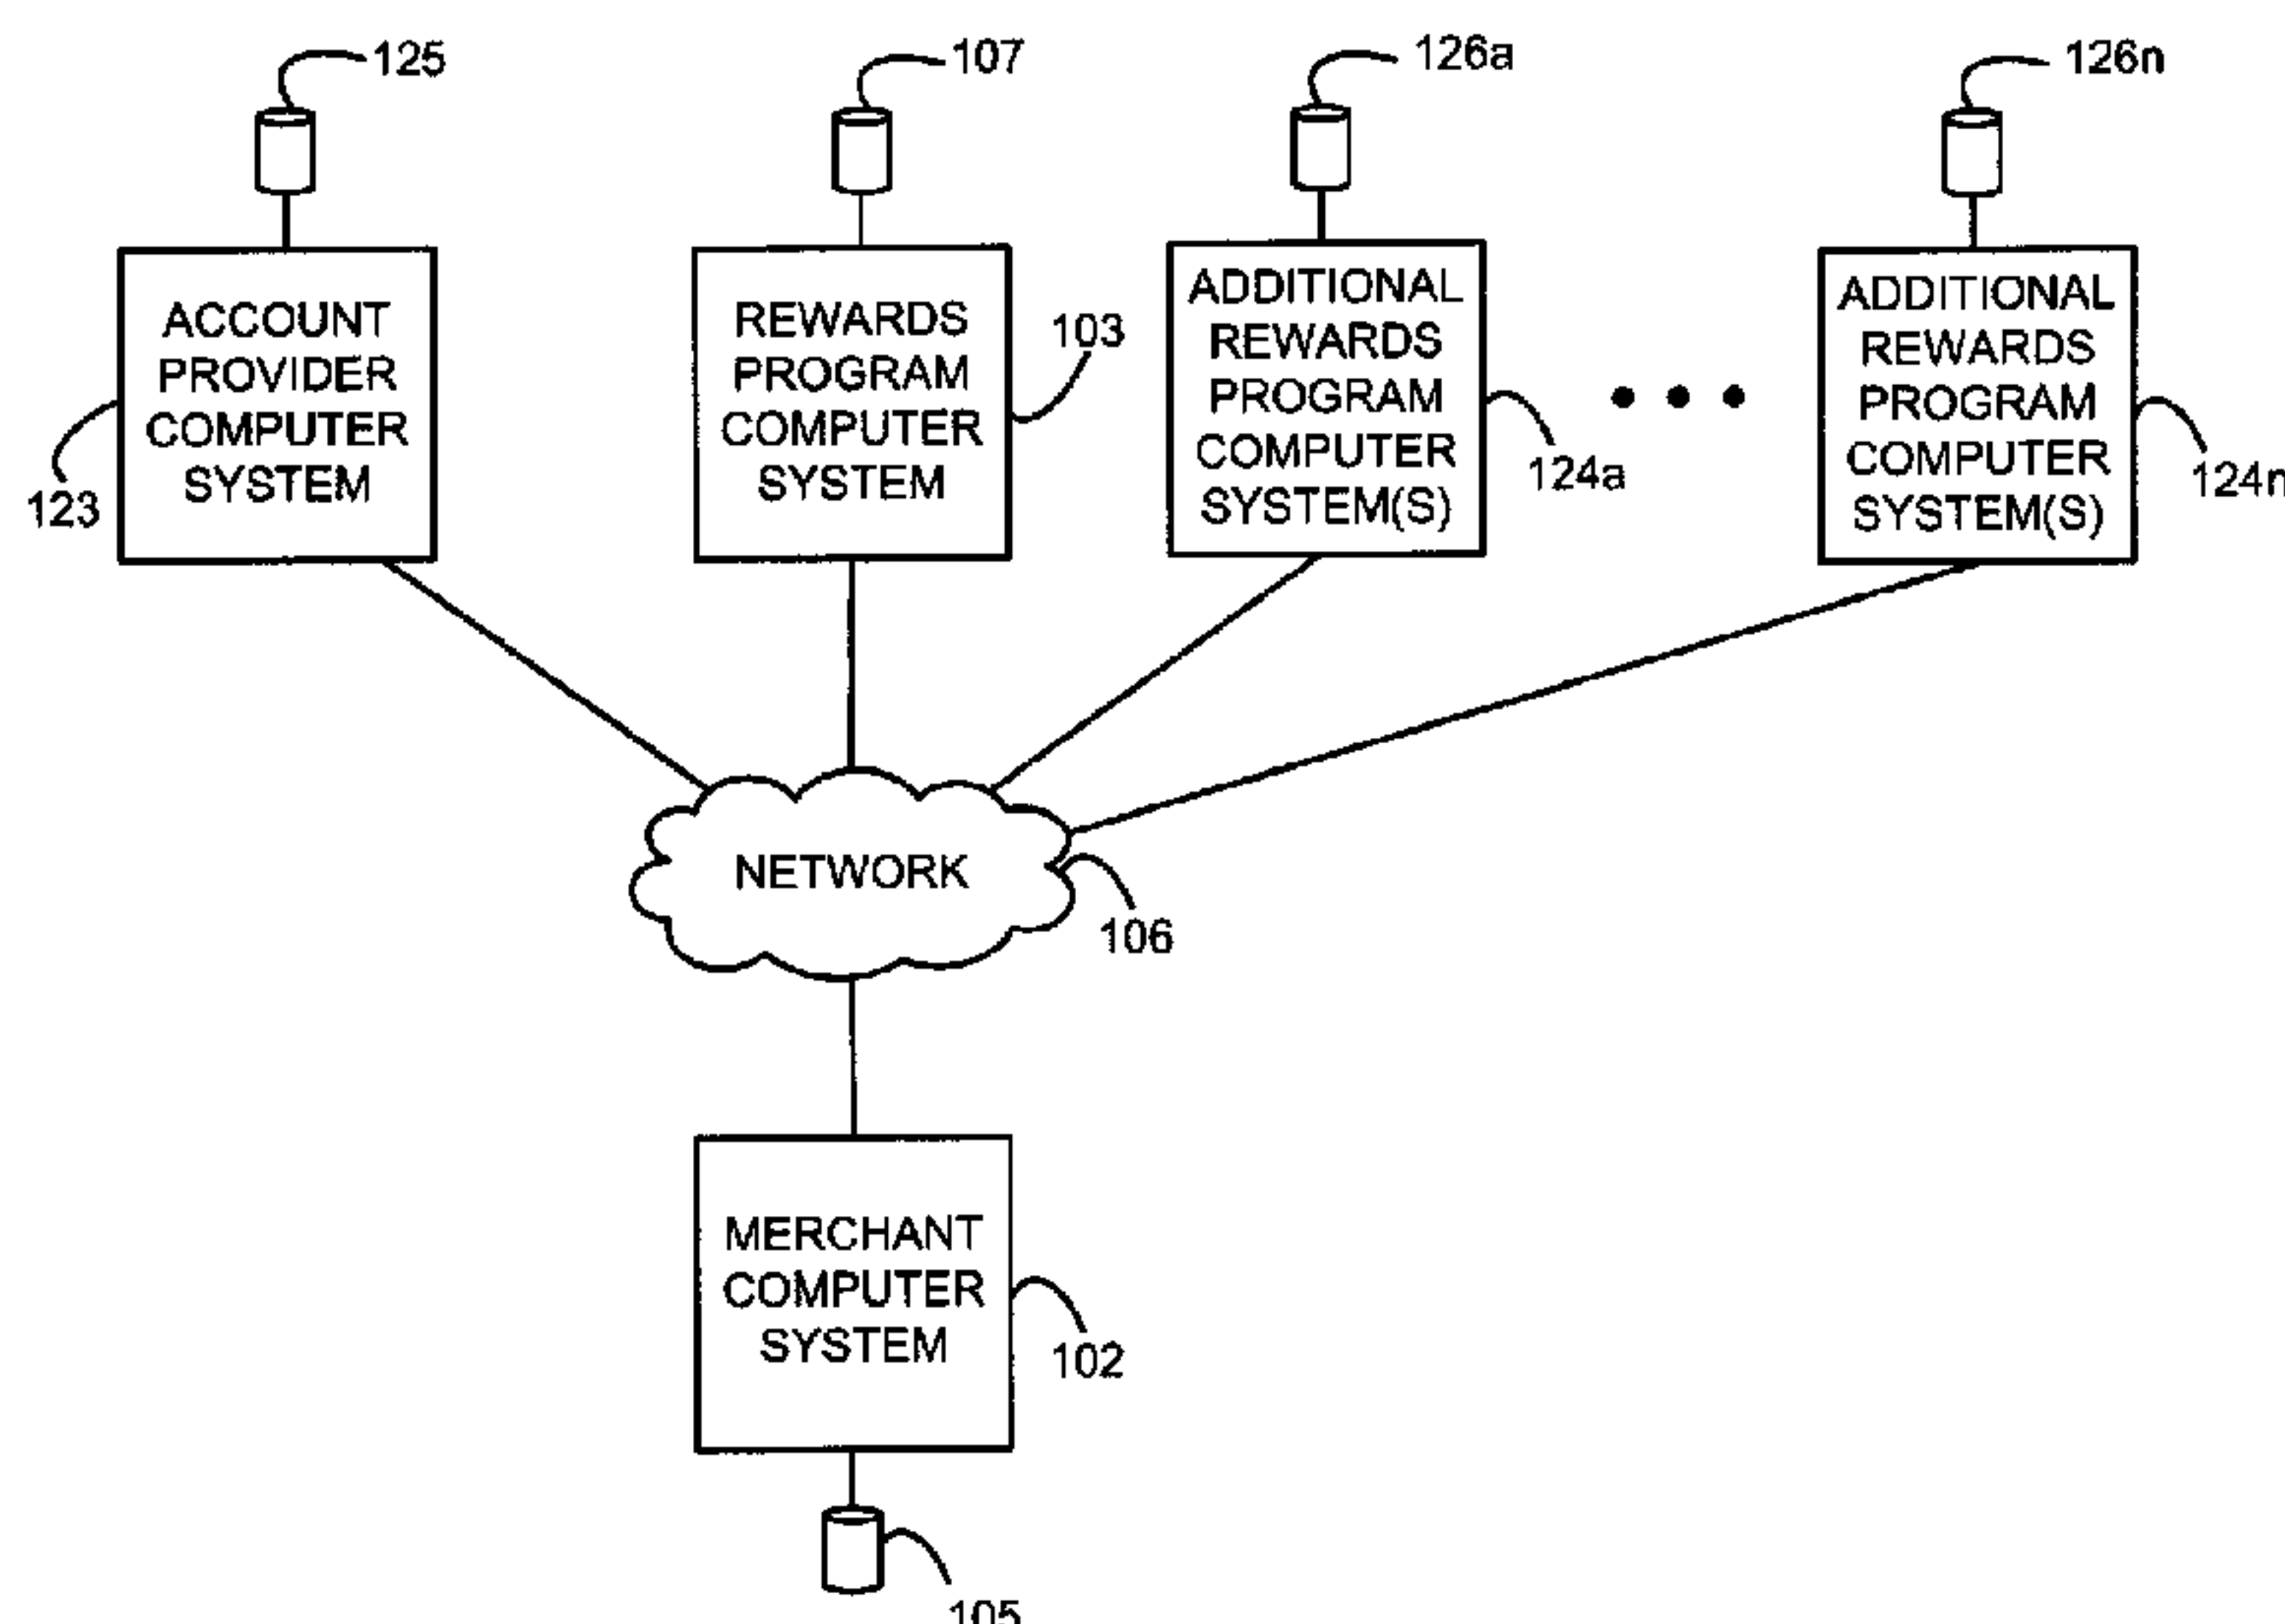 125
107
126a
126n
ACCOUNT
PROVIDER
COMPUTER
SYSTEM
123
REWARDS
PROGRAM
COMPUTER
SYSTEM
103
ADDITIONAL
REWARDS
PROGRAM
COMPUTER
SYSTEM(S)
124a
ADDITIONAL
REWARDS
PROGRAM
COMPUTER
SYSTEM(S)
124n
NETWORK
106
MERCHANT
COMPUTER
SYSTEM
102
105